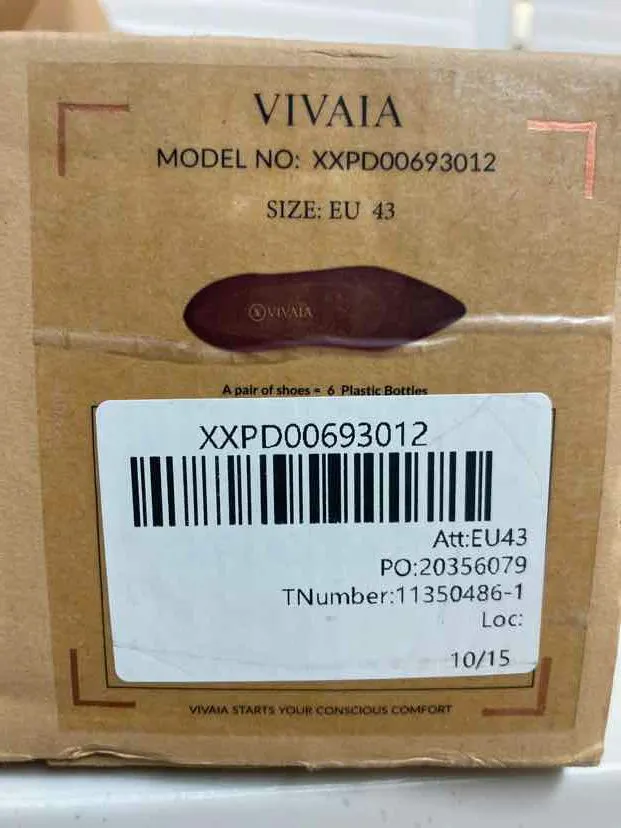 VIVAIA
MODEL NO: XXPD00693012
SIZE: EU 43
VIVAIA
A pair of shoes = 6 Plastic Bottles
XXPD00693012
Att:EU43
PO:20356079
TNumber:11350486-1
Loc:
10/15
VIVAIA STARTS YOUR CONSCIOUS COMFORT